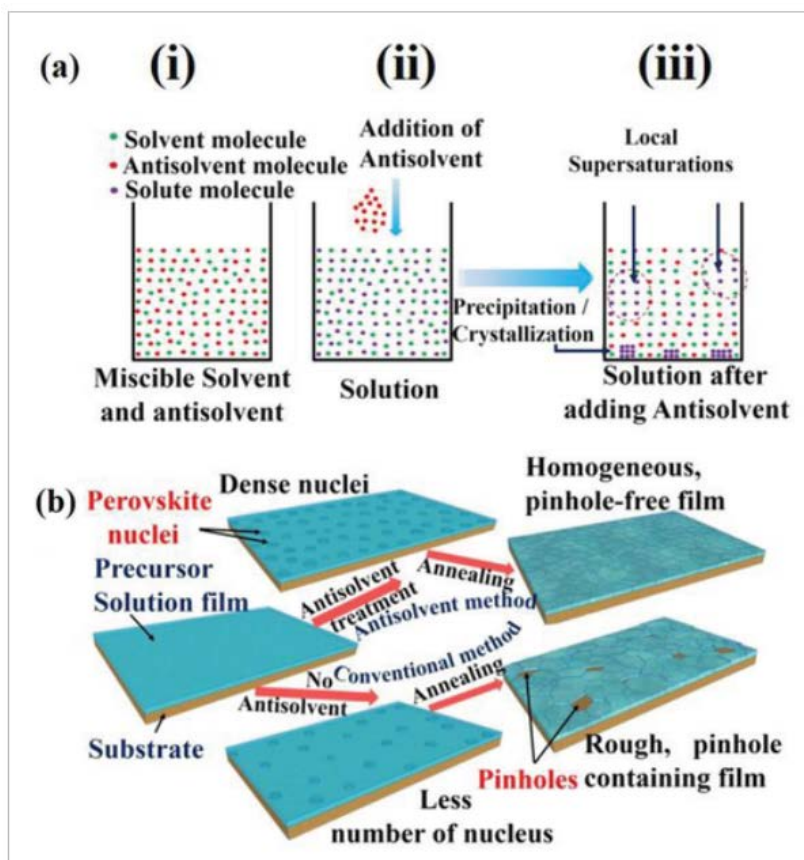 (a)
(i)
(ii)
(iii)
Solvent molecule
Antisolvent molecule
Solute molecule
Addition of
Antisolvent
Local
Supersaturations
Precipitation /
Crystallization
Miscible Solvent
and antisolvent
Solution
Solution after
adding Antisolvent
(b)
Dense nuclei
Perovskite
nuclei
Precursor
Solution film
Substrate
Antisolvent
treatment
Annealing
Antisolvent method
Homogeneous,
pinhole-free film
Conventional method
No
Antisolvent
Annealing
Less
number of nucleus
Pinholes
Rough, pinhole
containing film